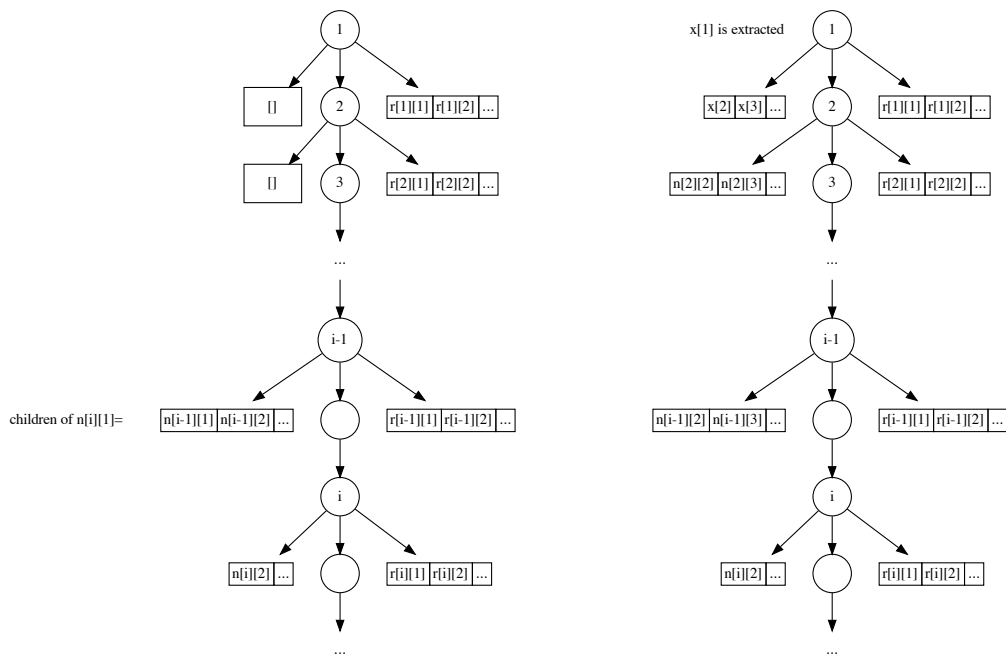 1 x[1] is extracted 1
[] 2 r[1][1] r[1][2] ... x[2] x[3] ... 2 r[1][1] r[1][2] ...
[] 3 r[2][1] r[2][2] ... n[2][2] n[2][3] ... 3 r[2][1] r[2][2] ...
... ...
i-1 i-1
children of n[i][1]= n[i-1][1] n[i-1][2] ... r[i-1][1] r[i-1][2] ... n[i-1][2] n[i-1][3] ... r[i-1][1] r[i-1][2] ...
i i
n[i][2] ... r[i][1] r[i][2] ... n[i][2] ... r[i][1] r[i][2] ...
... ...